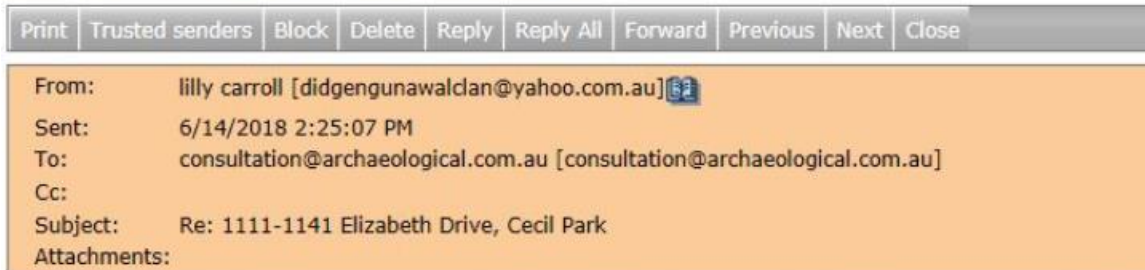 Print Trusted senders Block Delete Reply Reply All Forward Previous Next Close
From: lilly carroll [didgengunawalclan@yahoo.com.au]
Sent: 6/14/2018 2:25:07 PM
To: consultation@archaeological.com.au [consultation@archaeological.com.au]
Cc:
Subject: Re: 1111-1141 Elizabeth Drive, Cecil Park
Attachments: